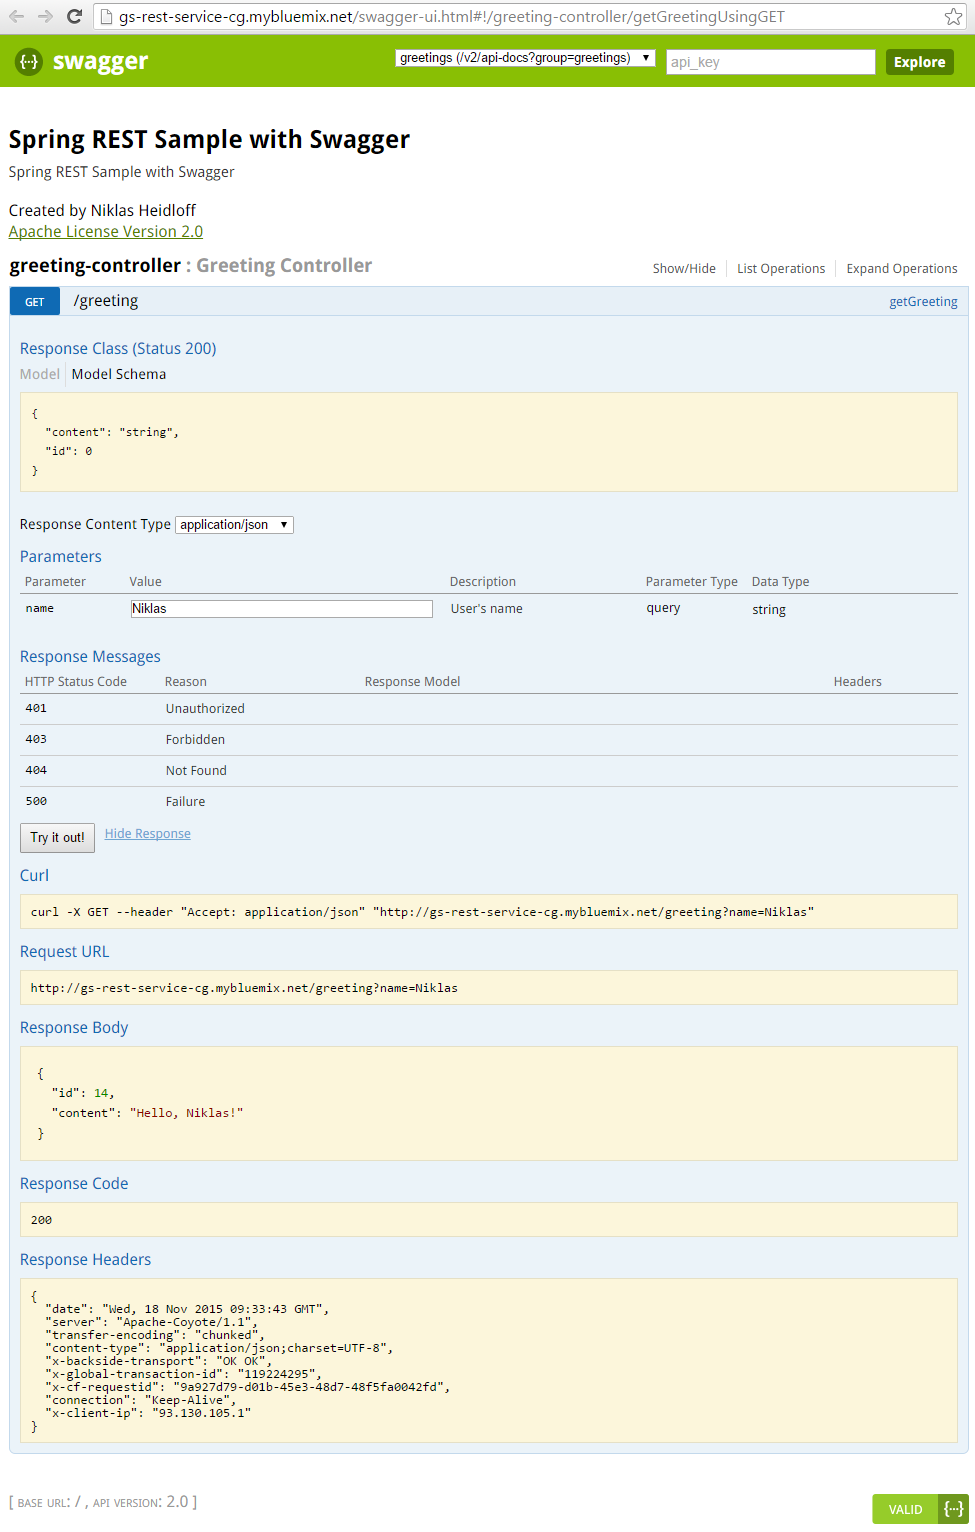 gs-rest-service-cg.mybluemix.net/swagger-ui.html#!/greeting-controller/getGreetingUsingGET
{···} swagger greetings (/v2/api-docs?group=greetings) ▼ api_key Explore
Spring REST Sample with Swagger
Spring REST Sample with Swagger
Created by Niklas Heidloff
Apache License Version 2.0
greeting-controller : Greeting Controller Show/Hide List Operations Expand Operations
GET /greeting getGreeting
Response Class (Status 200)
Model Model Schema
{
  "content": "string",
  "id": 0
}
Response Content Type application/json ▼
Parameters
Parameter Value Description Parameter Type Data Type
name Niklas User's name query string
Response Messages
HTTP Status Code Reason Response Model Headers
401 Unauthorized
403 Forbidden
404 Not Found
500 Failure
Try it out! Hide Response
Curl
curl -X GET --header "Accept: application/json" "http://gs-rest-service-cg.mybluemix.net/greeting?name=Niklas"
Request URL
http://gs-rest-service-cg.mybluemix.net/greeting?name=Niklas
Response Body
{
  "id": 14,
  "content": "Hello, Niklas!"
}
Response Code
200
Response Headers
{
  "date": "Wed, 18 Nov 2015 09:33:43 GMT",
  "server": "Apache-Coyote/1.1",
  "transfer-encoding": "chunked",
  "content-type": "application/json;charset=UTF-8",
  "x-backside-transport": "OK OK",
  "x-global-transaction-id": "119224295",
  "x-cf-requestid": "9a927d79-d01b-45e3-48d7-48f5fa0042fd",
  "connection": "Keep-Alive",
  "x-client-ip": "93.130.105.1"
}
[ BASE URL: / , API VERSION: 2.0 ]
VALID {···}